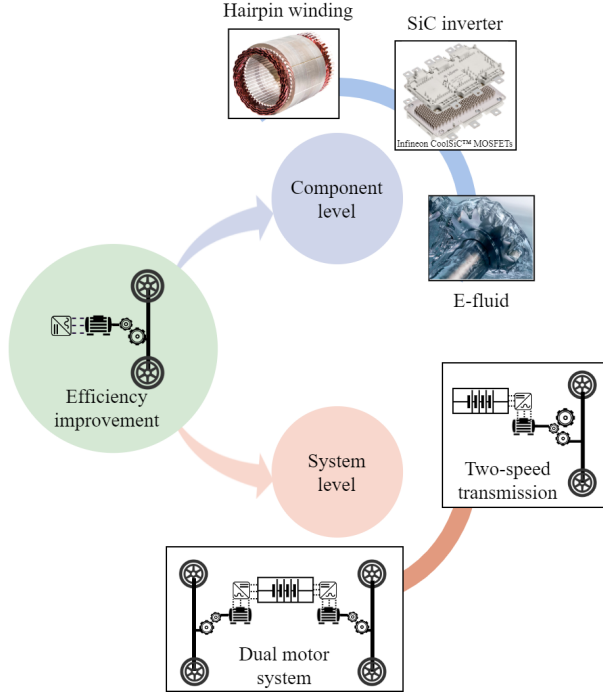 Hairpin winding
SiC inverter
Infineon CoolSiC™ MOSFETs
Component
level
E-fluid
Efficiency
improvement
System
level
Two-speed
transmission
Dual motor
system